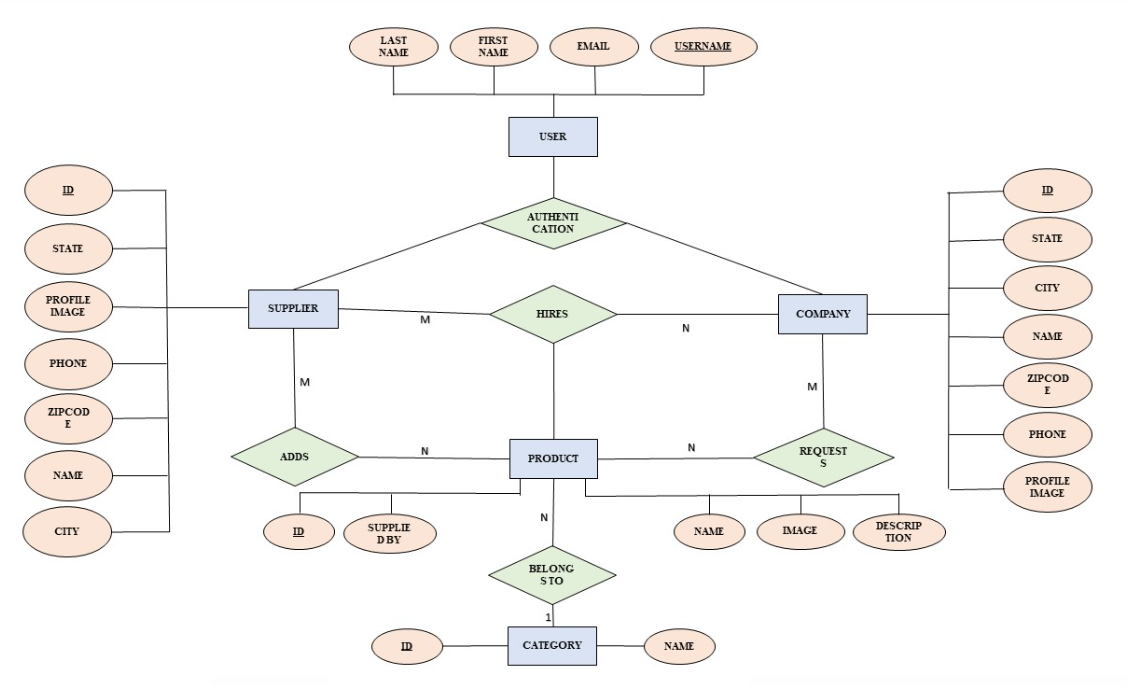 LAST
NAME
FIRST
NAME
EMAIL
USERNAME
USER
ID
STATE
PROFILE
IMAGE
PHONE
ZIPCOD
E
NAME
CITY
AUTHENTI
CATION
SUPPLIER
M
HIRES
N
COMPANY
ID
STATE
CITY
NAME
ZIPCOD
E
PHONE
PROFILE
IMAGE
M
M
ADDS
N
PRODUCT
N
REQUEST
S
ID
SUPPLIE
D BY
N
NAME
IMAGE
DESCRIP
TION
BELONG
S TO
1
ID
CATEGORY
NAME